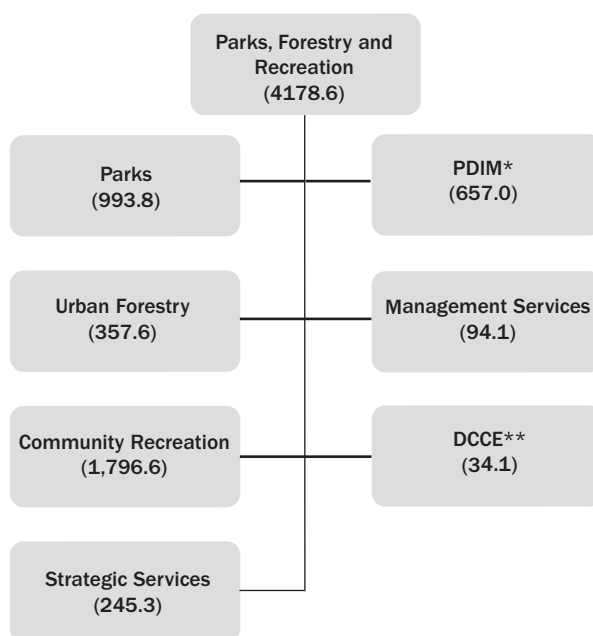 Parks, Forestry and
Recreation
(4178.6)
Parks
(993.8)
PDIM*
(657.0)
Urban Forestry
(357.6)
Management Services
(94.1)
Community Recreation
(1,796.6)
DCCE**
(34.1)
Strategic Services
(245.3)